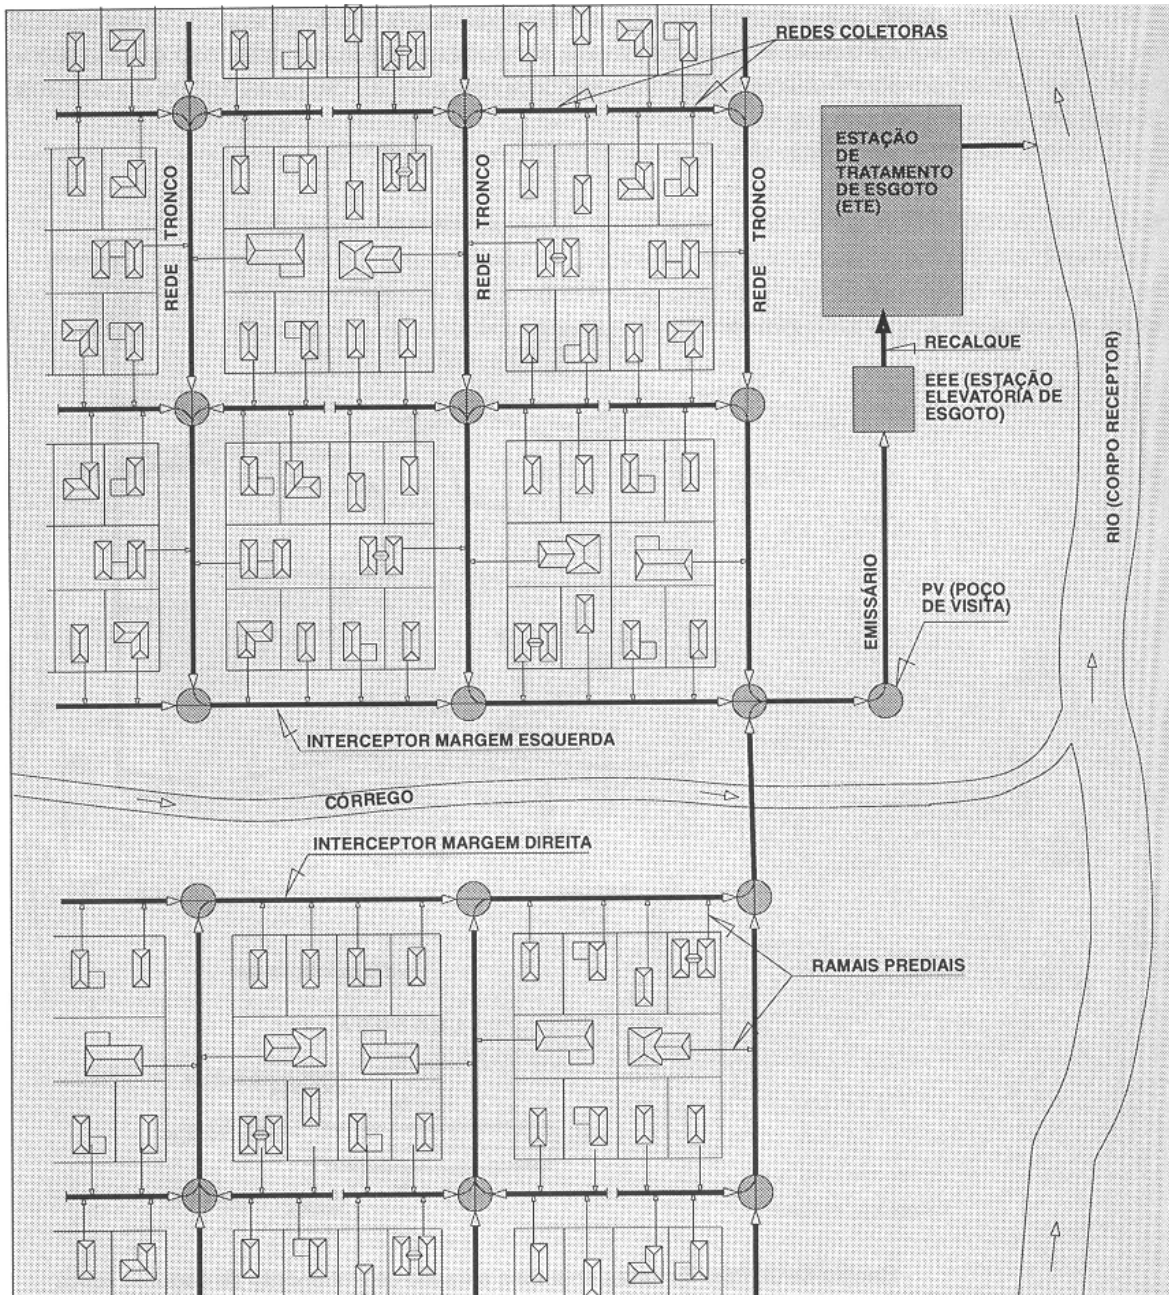 REDES COLETORAS
ESTAÇÃO
DE
TRATAMENTO
DE ESGOTO
(ETE)
REDE TRONCO
REDE TRONCO
REDE TRONCO
RECALQUE
EEE (ESTAÇÃO
ELEVATÓRIA DE
ESGOTO)
RIO (CORPO RECEPTOR)
EMISSÁRIO
PV (POÇO
DE VISITA)
INTERCEPTOR MARGEM ESQUERDA
CÓRREGO
INTERCEPTOR MARGEM DIREITA
RAMAIS PREDIAIS